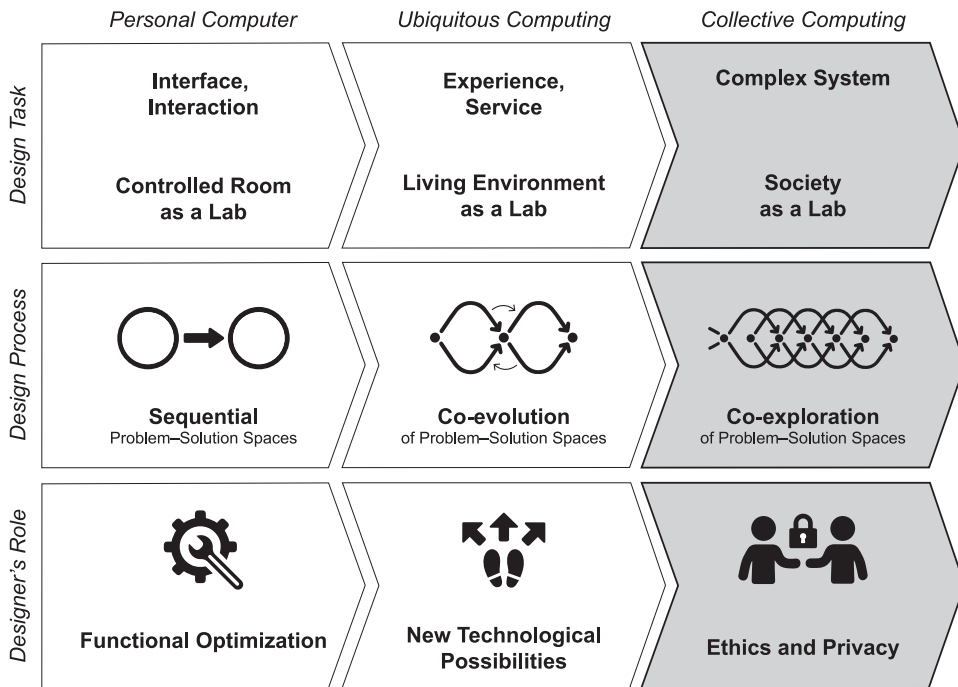 Personal Computer
Ubiquitous Computing
Collective Computing
Design Task
Interface,
Interaction
Controlled Room
as a Lab
Experience,
Service
Living Environment
as a Lab
Complex System
Society
as a Lab
Design Process
Sequential
Problem–Solution Spaces
Co-evolution
of Problem–Solution Spaces
Co-exploration
of Problem–Solution Spaces
Designer's Role
Functional Optimization
New Technological
Possibilities
Ethics and Privacy